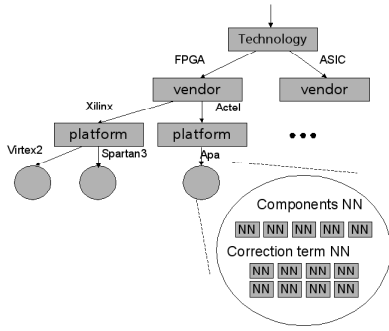 Technology
FPGA ASIC
vendor vendor
Xilinx Actel
platform platform
Virtex2 Spartan3 Apa
Components NN
NN NN NN NN NN
Correction term NN
NN NN NN NN
NN NN NN NN